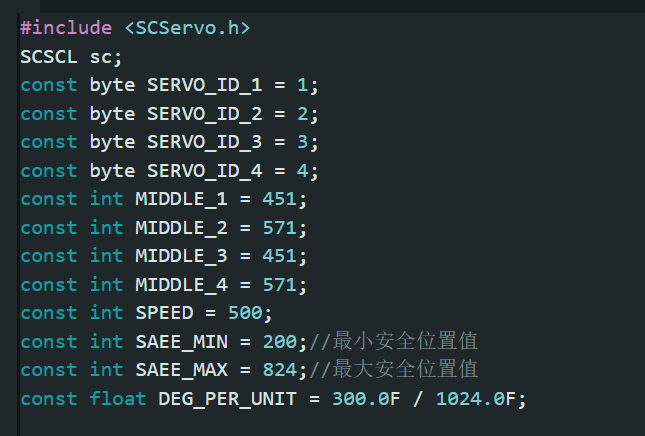 #include <SCServo.h>
SCSCL sc;
const byte SERVO_ID_1 = 1;
const byte SERVO_ID_2 = 2;
const byte SERVO_ID_3 = 3;
const byte SERVO_ID_4 = 4;
const int MIDDLE_1 = 451;
const int MIDDLE_2 = 571;
const int MIDDLE_3 = 451;
const int MIDDLE_4 = 571;
const int SPEED = 500;
const int SAEE_MIN = 200;//最小安全位置值
const int SAEE_MAX = 824;//最大安全位置值
const float DEG_PER_UNIT = 300.0F / 1024.0F;